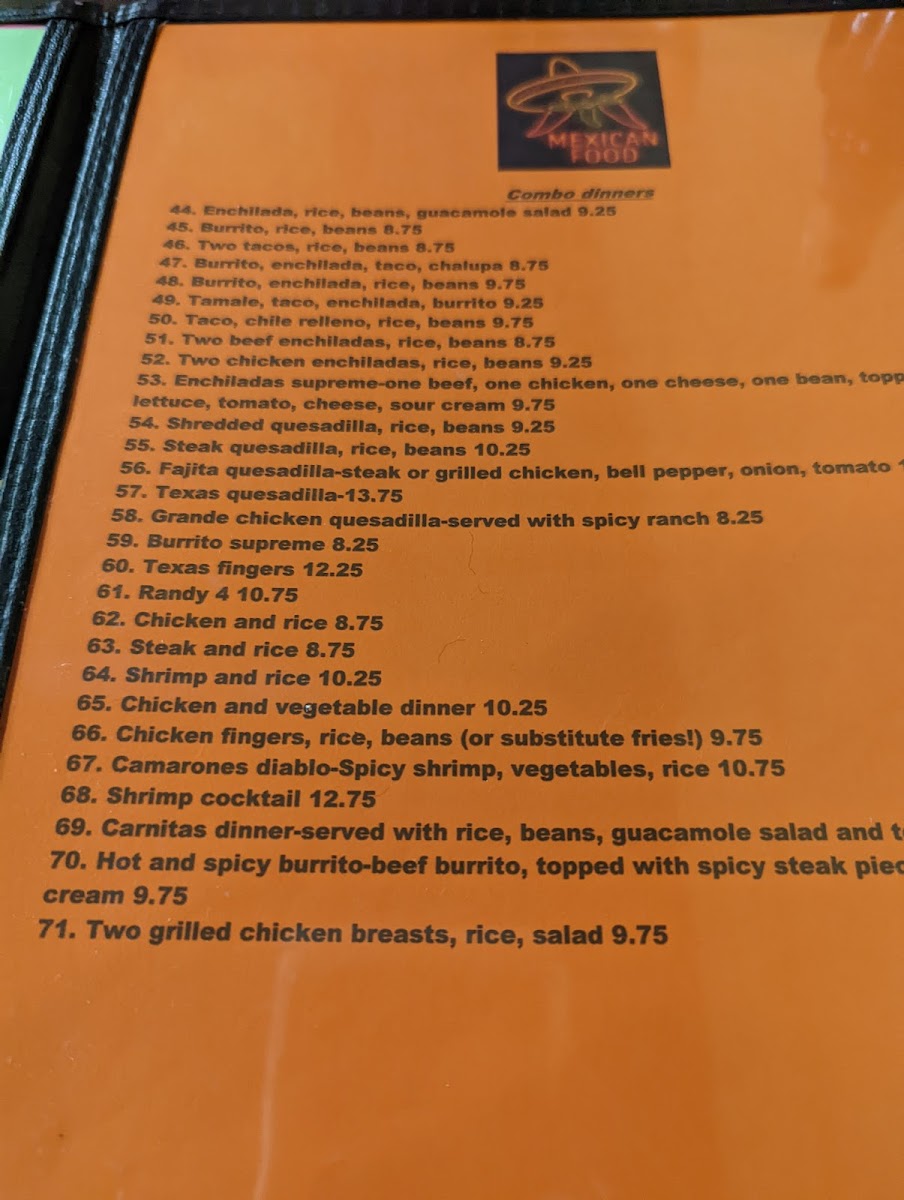 MEXICAN
FOOD
Combo dinners
44. Enchilada, rice, beans, guacamole salad 9.25
45. Burrito, rice, beans 8.75
46. Two tacos, rice, beans 8.75
47. Burrito, enchilada, taco, chalupa 8.75
48. Burrito, enchilada, rice, beans 9.75
49. Tamale, taco, enchilada, burrito 9.25
50. Taco, chile relleno, rice, beans 9.75
51. Two beef enchiladas, rice, beans 8.75
52. Two chicken enchiladas, rice, beans 9.25
53. Enchiladas supreme-one beef, one chicken, one cheese, one bean, topp
lettuce, tomato, cheese, sour cream 9.75
54. Shredded quesadilla, rice, beans 9.25
55. Steak quesadilla, rice, beans 10.25
56. Fajita quesadilla-steak or grilled chicken, bell pepper, onion, tomato
57. Texas quesadilla-13.75
58. Grande chicken quesadilla-served with spicy ranch 8.25
59. Burrito supreme 8.25
60. Texas fingers 12.25
61. Randy 4 10.75
62. Chicken and rice 8.75
63. Steak and rice 8.75
64. Shrimp and rice 10.25
65. Chicken and vegetable dinner 10.25
66. Chicken fingers, rice, beans (or substitute fries!) 9.75
67. Camarones diablo-Spicy shrimp, vegetables, rice 10.75
68. Shrimp cocktail 12.75
69. Carnitas dinner-served with rice, beans, guacamole salad and t
70. Hot and spicy burrito-beef burrito, topped with spicy steak piec
cream 9.75
71. Two grilled chicken breasts, rice, salad 9.75